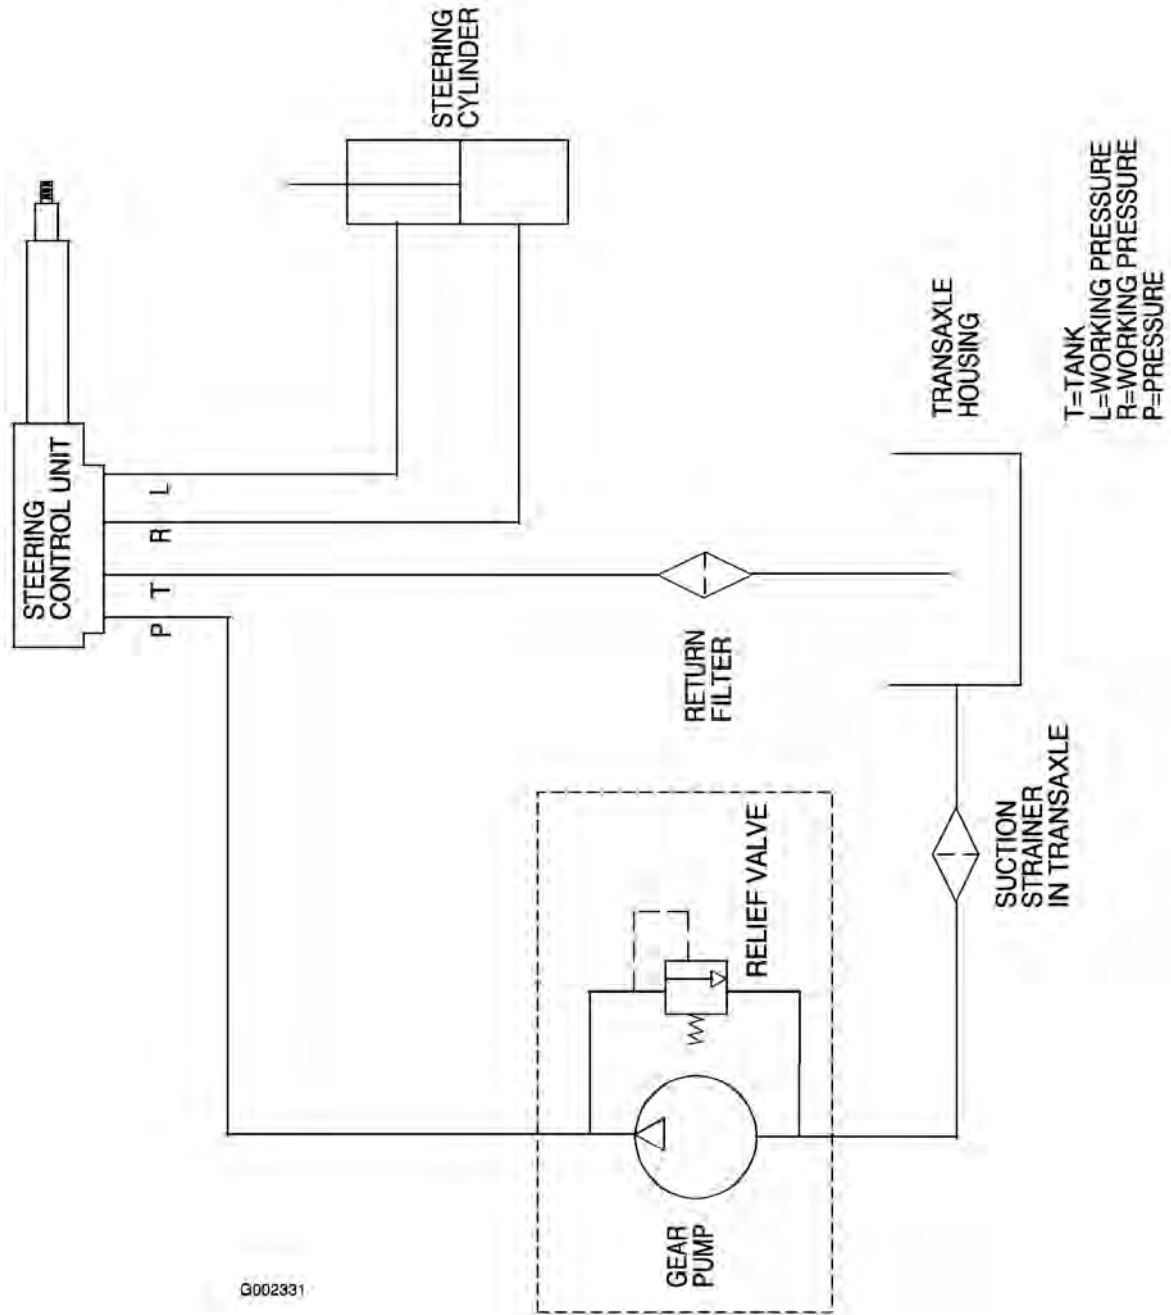 STEERING
CONTROL UNIT
P T R L
STEERING
CYLINDER
RETURN
FILTER
TRANSAXLE
HOUSING
GEAR
PUMP
RELIEF VALVE
SUCTION
STRAINER
IN TRANSAXLE
T=TANK
L=WORKING PRESSURE
R=WORKING PRESSURE
P=PRESSURE
G002331